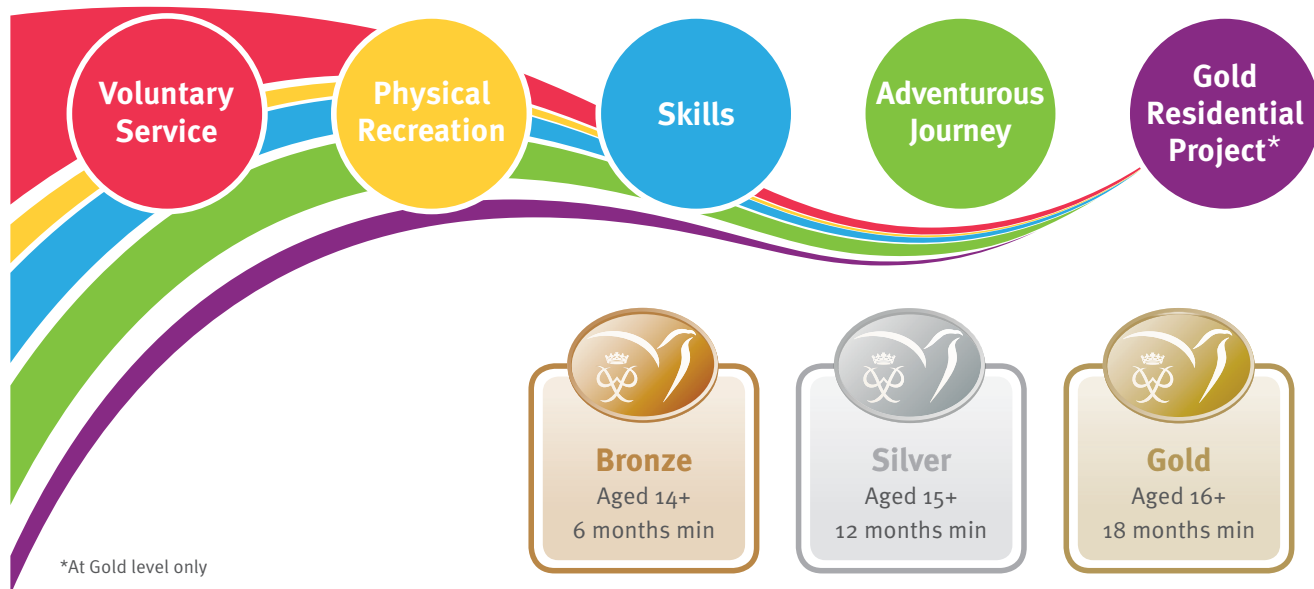 Voluntary
Service
Physical
Recreation
Skills
Adventurous
Journey
Gold
Residential
Project*
Bronze
Aged 14+
6 months min
Silver
Aged 15+
12 months min
Gold
Aged 16+
18 months min
*At Gold level only